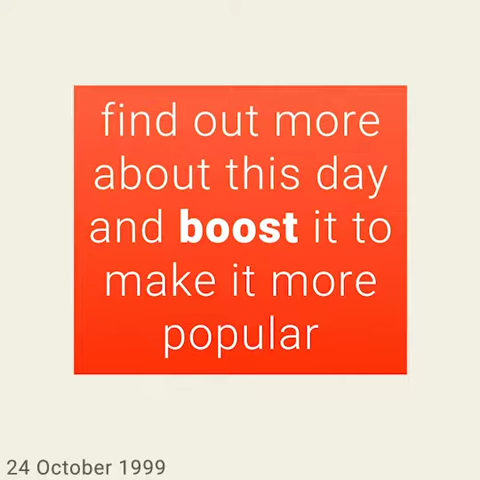 find out more
about this day
and boost it to
make it more
popular
24 October 1999